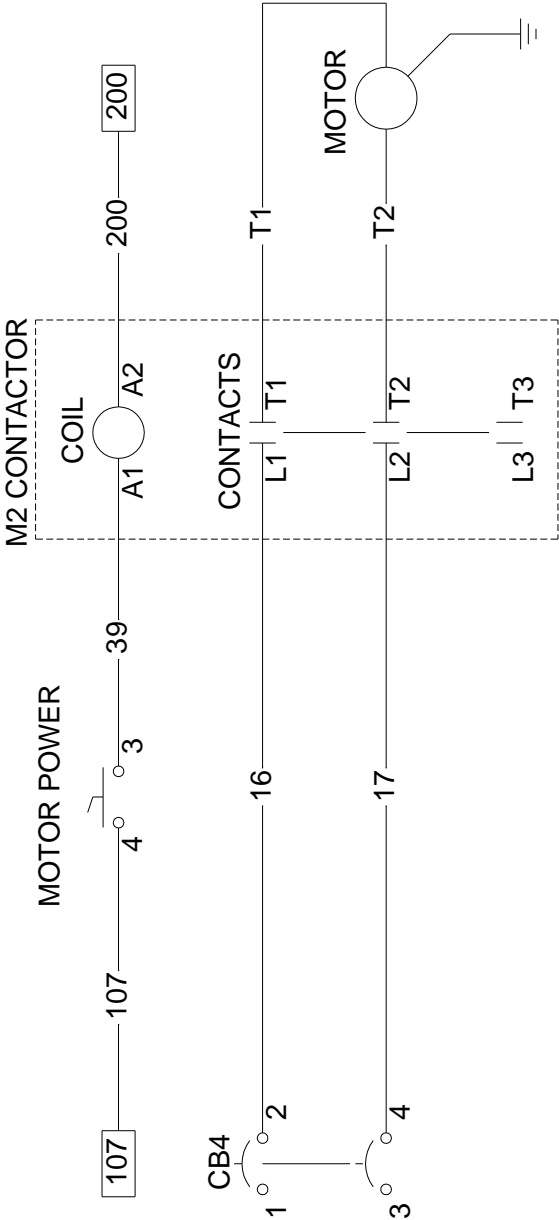 107
107
4
MOTOR POWER
3
39
M2 CONTACTOR
A1
COIL
A2
200
200
CB4
1
2
16
L1
CONTACTS
T1
T1
3
4
17
L2
T2
T2
MOTOR
L3
T3